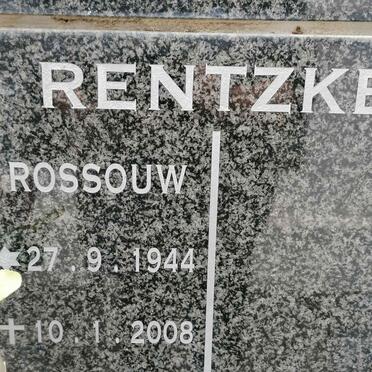 RENTZKE
ROSSOUW
27.9.1944
✝ 10.1.2008